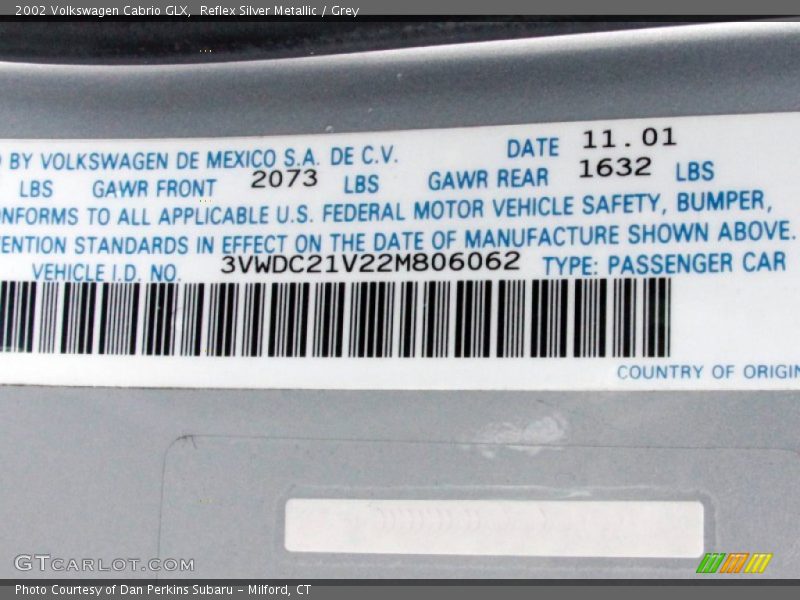 2002 Volkswagen Cabrio GLX, Reflex Silver Metallic / Grey
BY VOLKSWAGEN DE MEXICO S.A. DE C.V. DATE 11.01
LBS GAWR FRONT 2073 LBS GAWR REAR 1632 LBS
ONFORMS TO ALL APPLICABLE U.S. FEDERAL MOTOR VEHICLE SAFETY, BUMPER,
ENTION STANDARDS IN EFFECT ON THE DATE OF MANUFACTURE SHOWN ABOVE.
VEHICLE I.D. NO. 3VWDC21V22M806062 TYPE: PASSENGER CAR
COUNTRY OF ORIGIN
GTCARLOT.COM
Photo Courtesy of Dan Perkins Subaru - Milford, CT